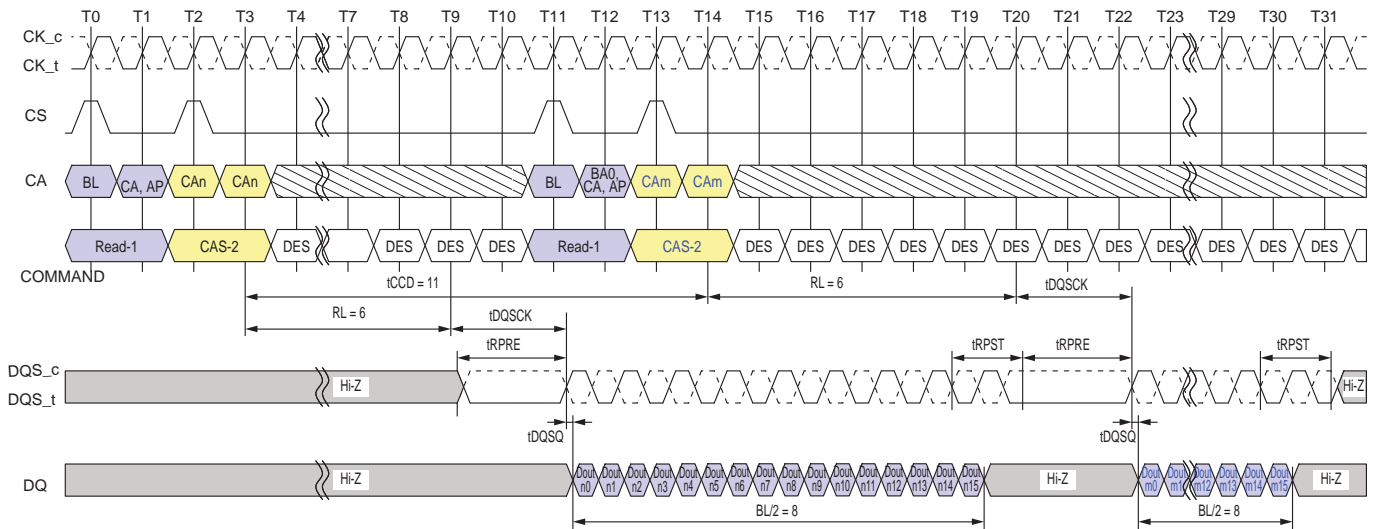 T0 T1 T2 T3 T4 T7 T8 T9 T10 T11 T12 T13 T14 T15 T16 T17 T18 T19 T20 T21 T22 T23 T29 T30 T31
CK_c
CK_t
CS
CA BL CA, AP CAn CAn BL BA0, CA, AP CAm CAm
Read-1 CAS-2 DES DES DES DES Read-1 CAS-2 DES DES DES DES DES DES DES DES DES DES DES DES
COMMAND
tCCD = 11 RL = 6 tDQSCK
RL = 6 tDQSCK
tRPRE tRPST tRPRE tRPST
DQS_c
DQS_t
Hi-Z Hi-Z
tDQSQ tDQSQ
DQ Hi-Z Dout n0 Dout n1 Dout n2 Dout n3 Dout n4 Dout n5 Dout n6 Dout n7 Dout n8 Dout n9 Dout n10 Dout n11 Dout n12 Dout n13 Dout n14 Dout n15 Hi-Z Dout m0 Dout m1 Dout m12 Dout m13 Dout m14 Dout m15 Hi-Z
BL/2 = 8 BL/2 = 8